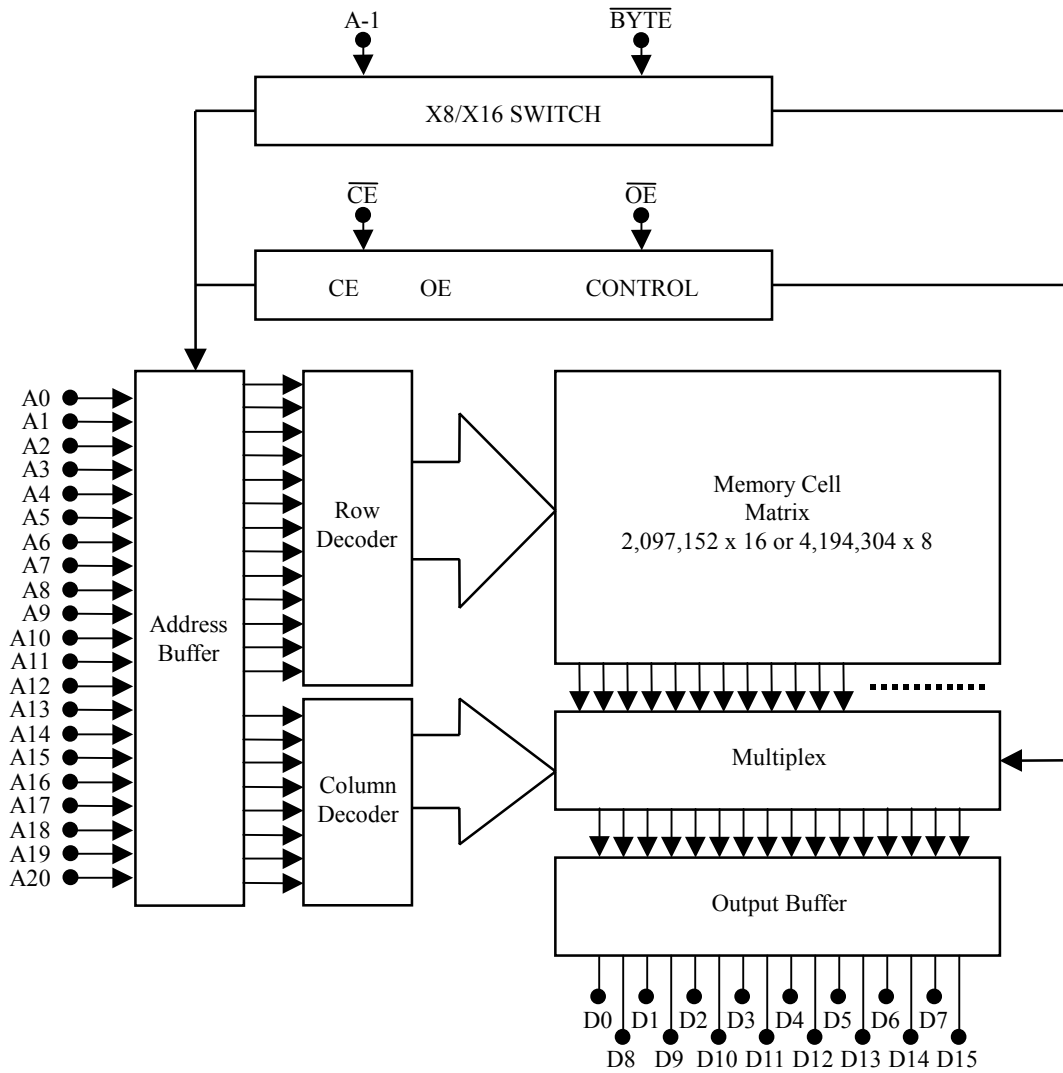 A-1 BYTE
X8/X16 SWITCH
CE OE
CE OE CONTROL
A0
A1
A2
A3
A4
A5
A6
A7
A8
A9
A10
A11
A12
A13
A14
A15
A16
A17
A18
A19
A20
Address
Buffer
Row
Decoder
Column
Decoder
Memory Cell
Matrix
2,097,152 x 16 or 4,194,304 x 8
Multiplex
Output Buffer
D0 D1 D2 D3 D4 D5 D6 D7
D8 D9 D10 D11 D12 D13 D14 D15